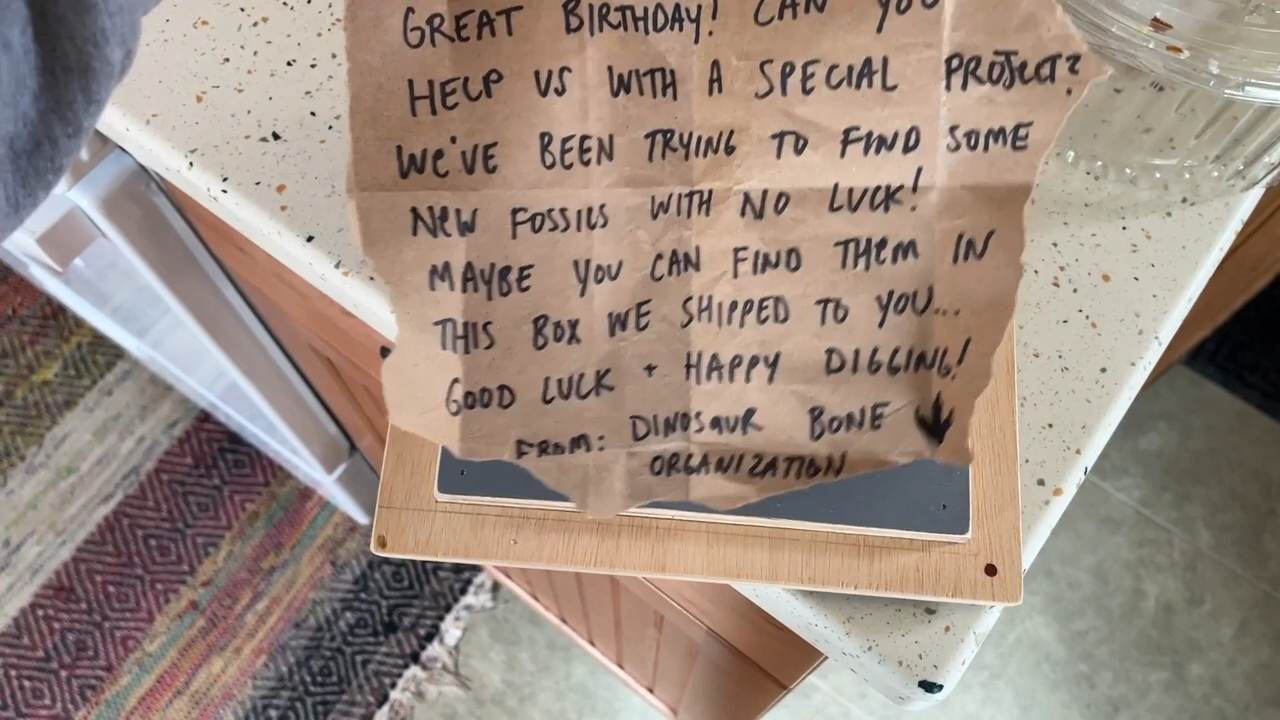 GREAT BIRTHDAY! CAN YOU
HELP US WITH A SPECIAL PROJECT?
WE'VE BEEN TRYING TO FIND SOME
NEW FOSSILS WITH NO LUCK!
MAYBE YOU CAN FIND THEM IN
THIS BOX WE SHIPPED TO YOU...
GOOD LUCK + HAPPY DIGGING!
FROM: DINOSAUR BONE
ORGANIZATION